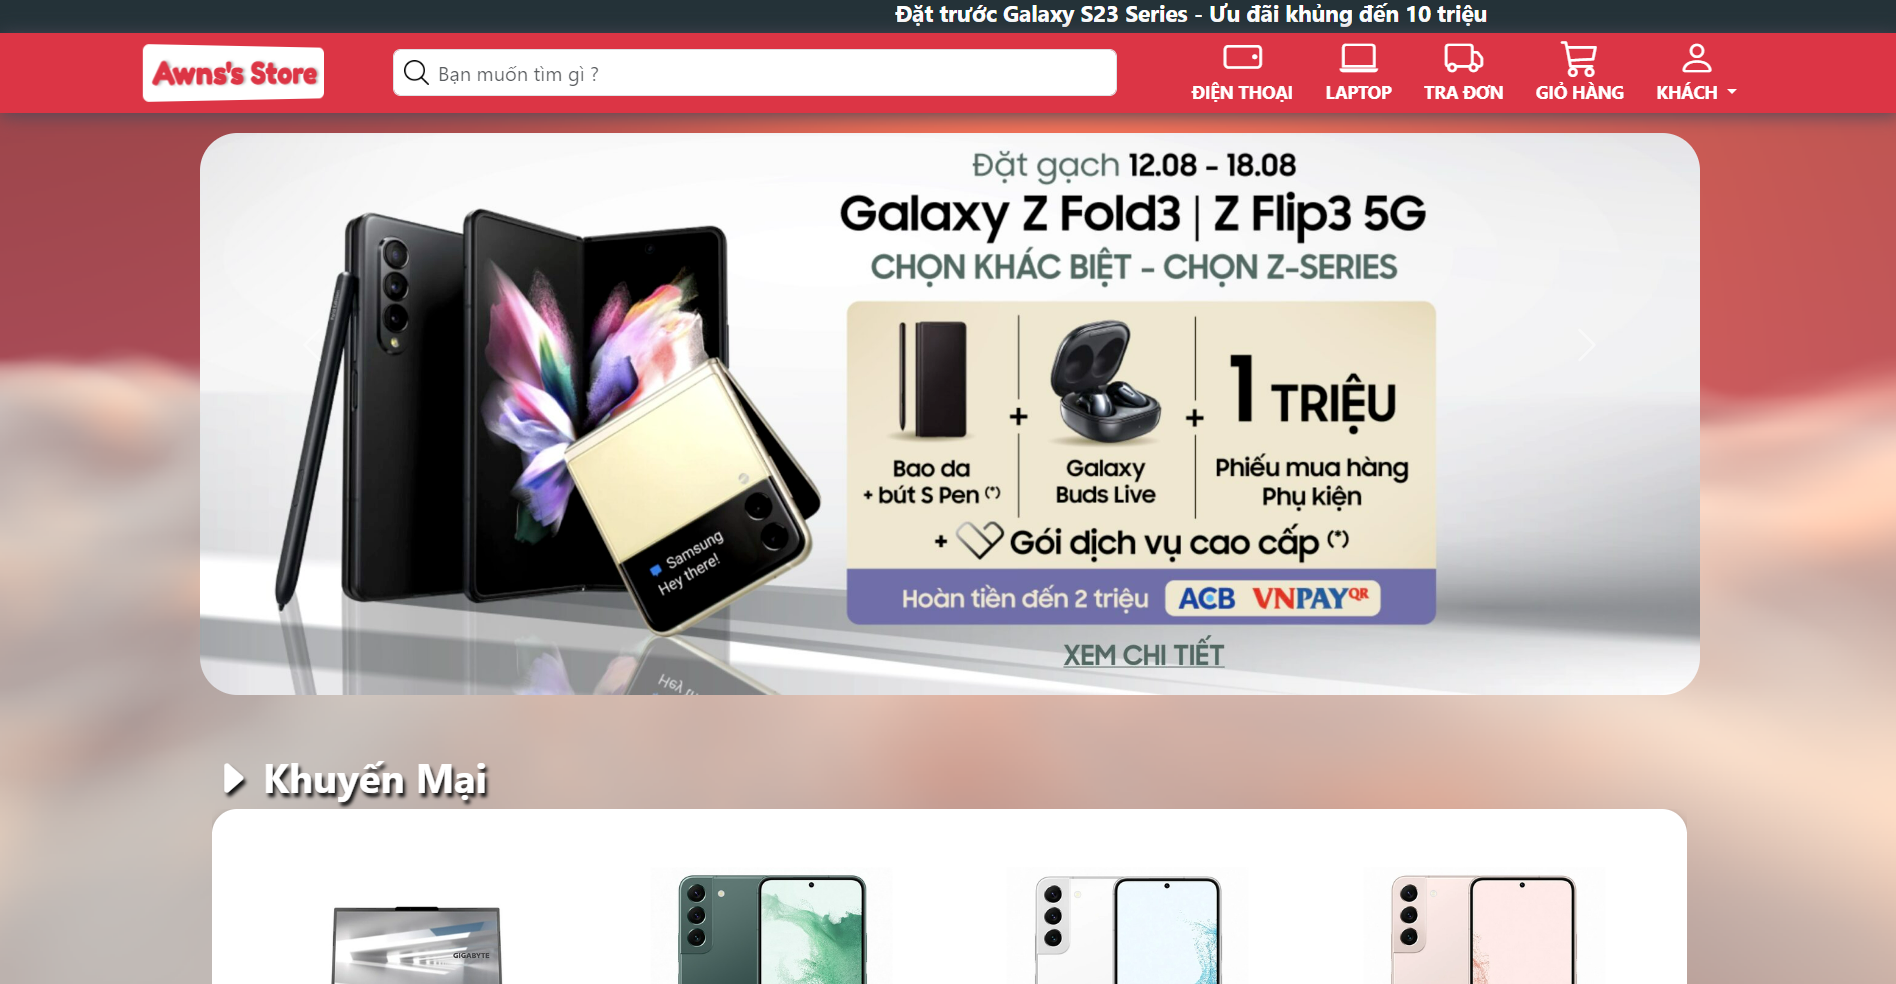 Đặt trước Galaxy S23 Series - Ưu đãi khủng đến 10 triệu
Awns's Store
Bạn muốn tìm gì ?
ĐIỆN THOẠI
LAPTOP
TRA ĐƠN
GIỎ HÀNG
KHÁCH
Đặt gạch 12.08 - 18.08
Galaxy Z Fold3 | Z Flip3 5G
CHỌN KHÁC BIỆT - CHỌN Z-SERIES
Bao da
+ bút S Pen (*)
+
Galaxy
Buds Live
+
1 TRIỆU
Phiếu mua hàng
Phụ kiện
+ Gói dịch vụ cao cấp (*)
Hoàn tiền đến 2 triệu ACB VNPAYQR
XEM CHI TIẾT
Samsung
Hey there!
Khuyến Mại
GIGABYTE